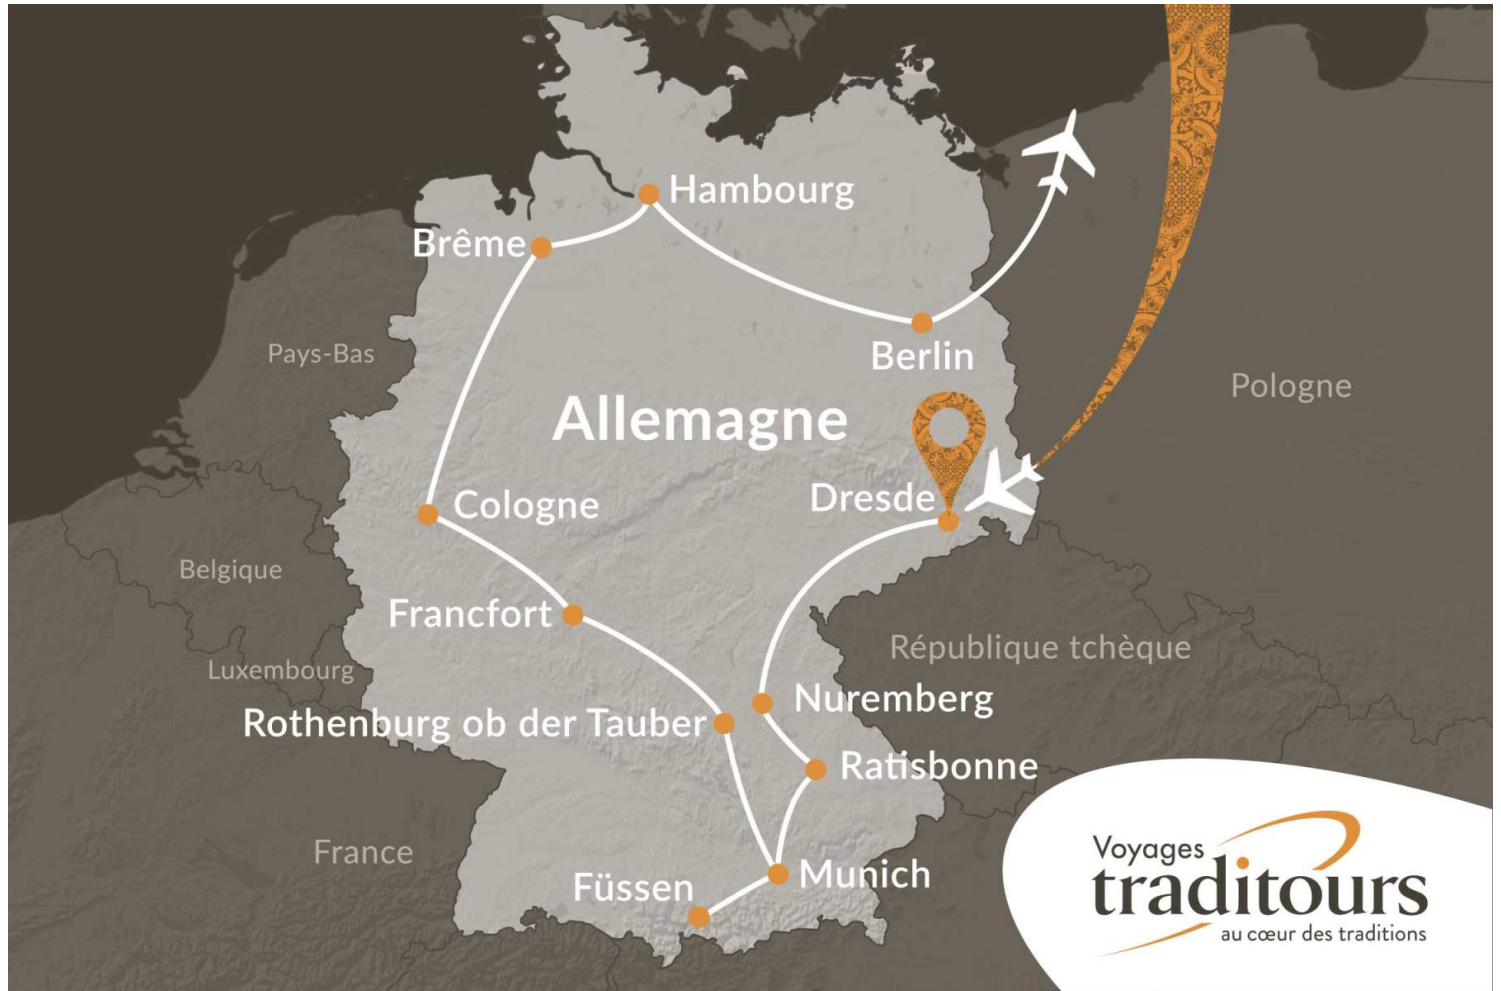 Hambourg
Brême
Berlin
Pays-Bas
Pologne
Allemagne
Dresde
Cologne
Belgique
Francfort
République tchèque
Luxembourg
Nuremberg
Rothenburg ob der Tauber
Ratisbonne
France
Munich
Füssen
Voyages
traditours
au cœur des traditions